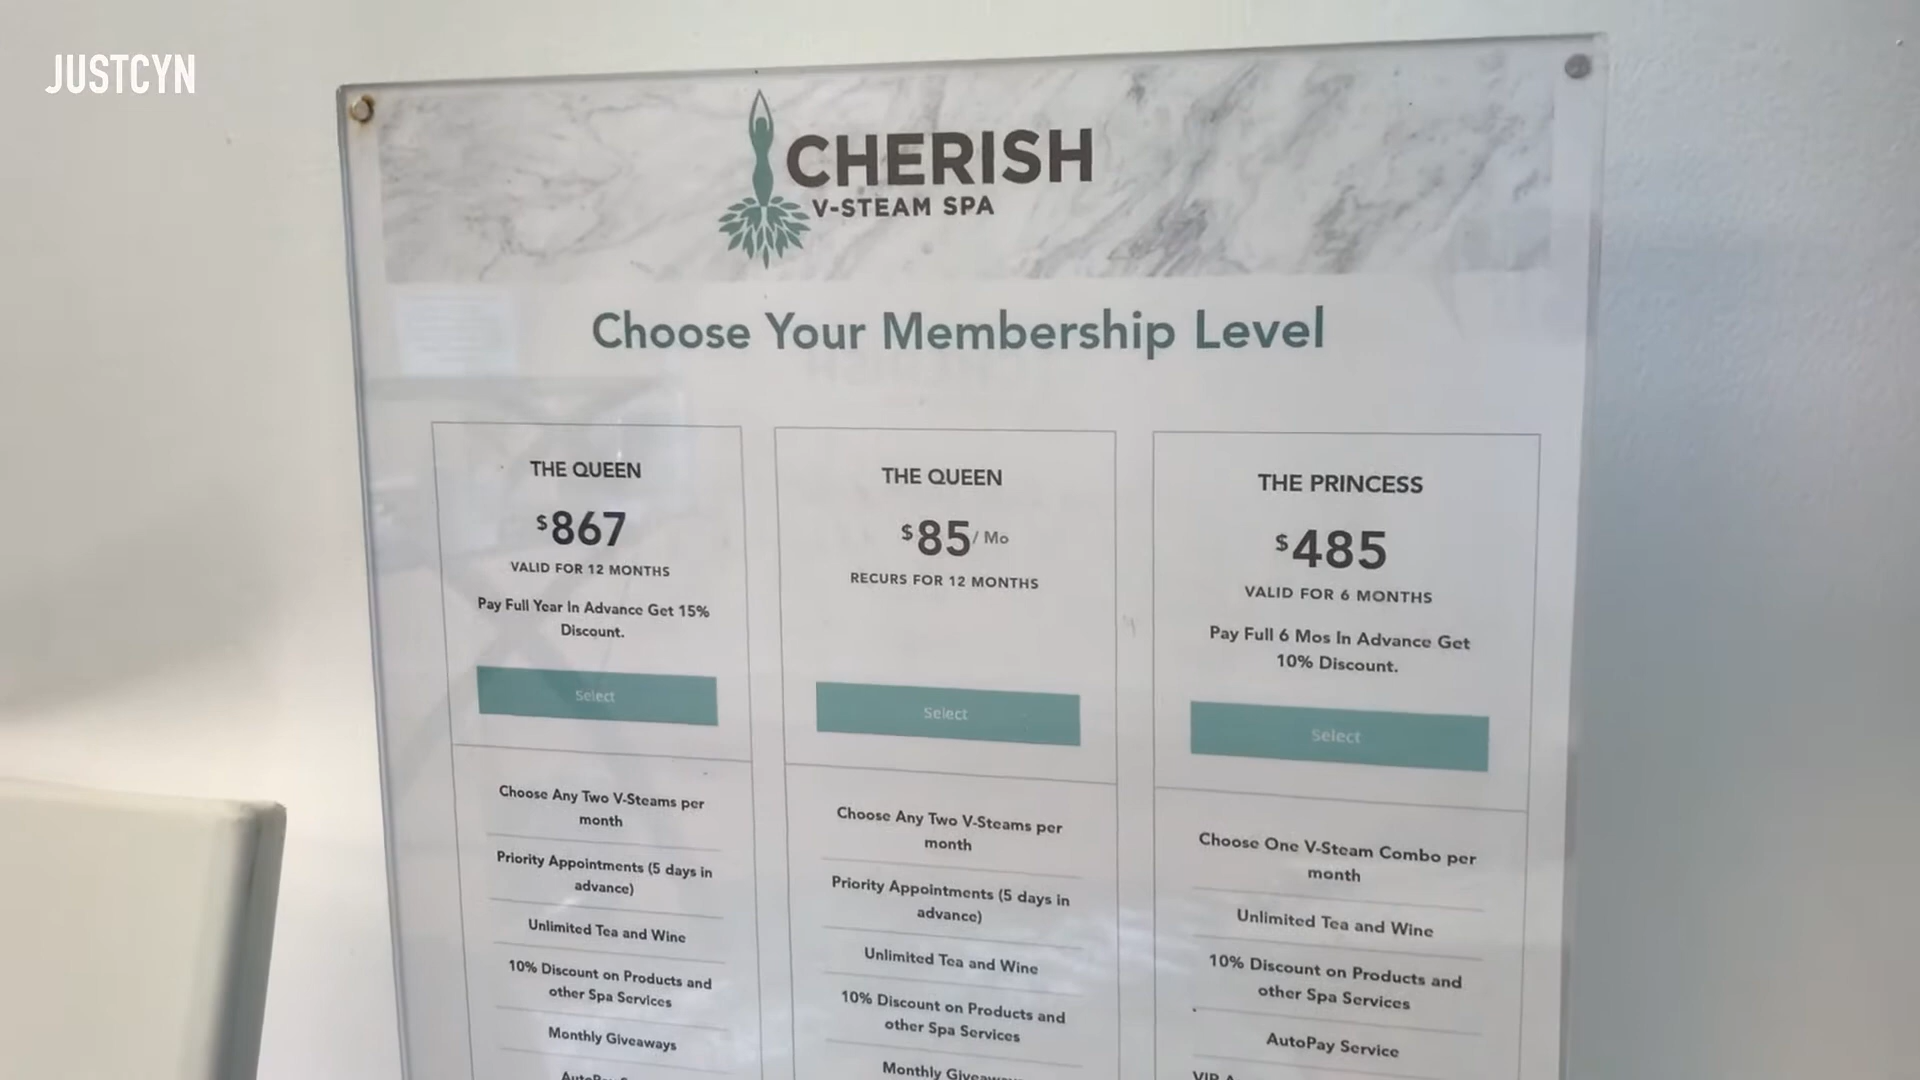 JUSTCYN
CHERISH
V-STEAM SPA
Choose Your Membership Level
THE QUEEN
$867
VALID FOR 12 MONTHS
Pay Full Year In Advance Get 15%
Discount.
Select
Choose Any Two V-Steams per
month
Priority Appointments (5 days in
advance)
Unlimited Tea and Wine
10% Discount on Products and
other Spa Services
Monthly Giveaways
THE QUEEN
$85/ Mo
RECURS FOR 12 MONTHS
Select
Choose Any Two V-Steams per
month
Priority Appointments (5 days in
advance)
Unlimited Tea and Wine
10% Discount on Products and
other Spa Services
Monthly
THE PRINCESS
$485
VALID FOR 6 MONTHS
Pay Full 6 Mos In Advance Get
10% Discount.
Select
Choose One V-Steam Combo per
month
Unlimited Tea and Wine
10% Discount on Products and
other Spa Services
AutoPay Service